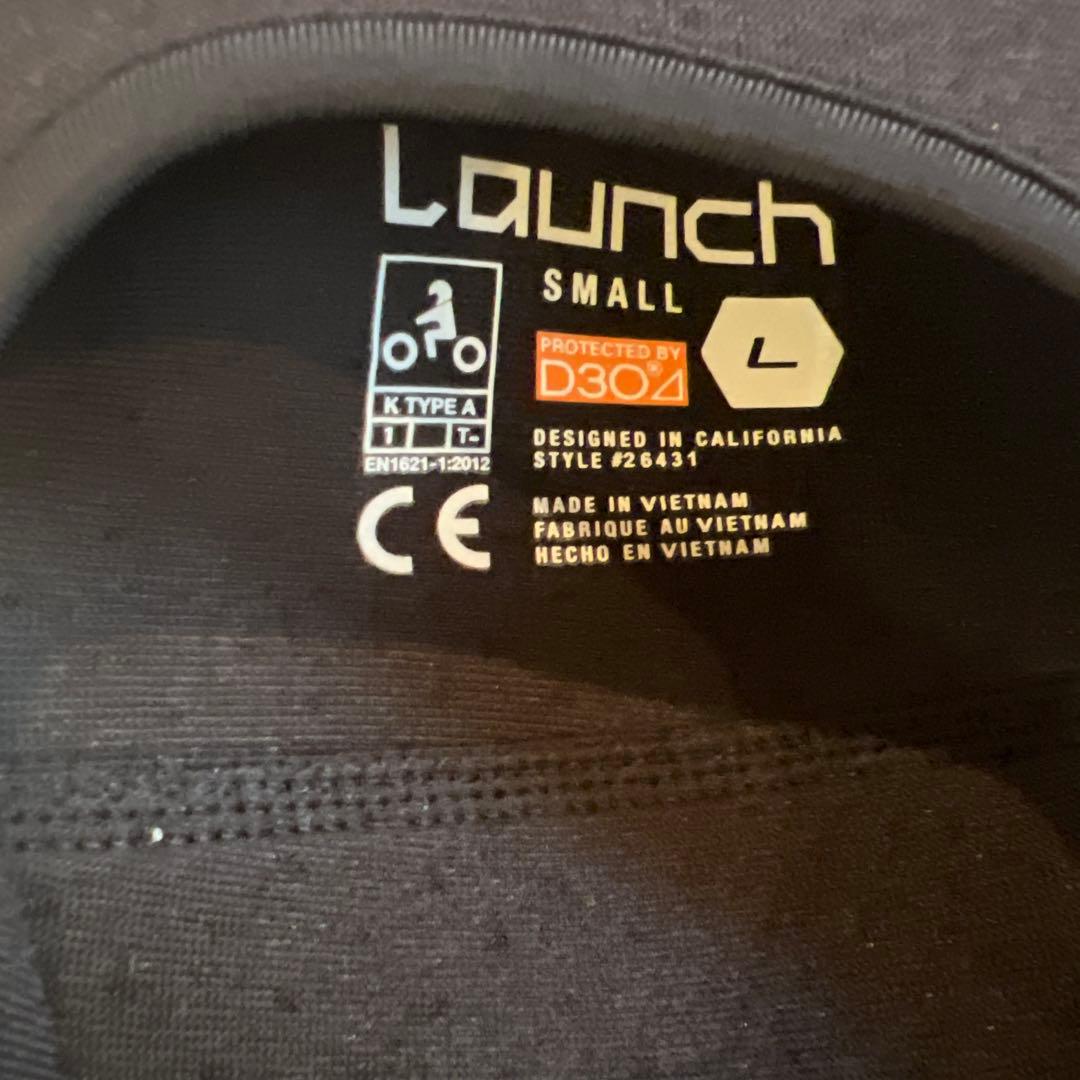 Launch
SMALL
PROTECTED BY
D3O®
L
K TYPE A
1 T-
EN1621-1:2012
CE
DESIGNED IN CALIFORNIA
STYLE #26431
MADE IN VIETNAM
FABRIQUE AU VIETNAM
HECHO EN VIETNAM